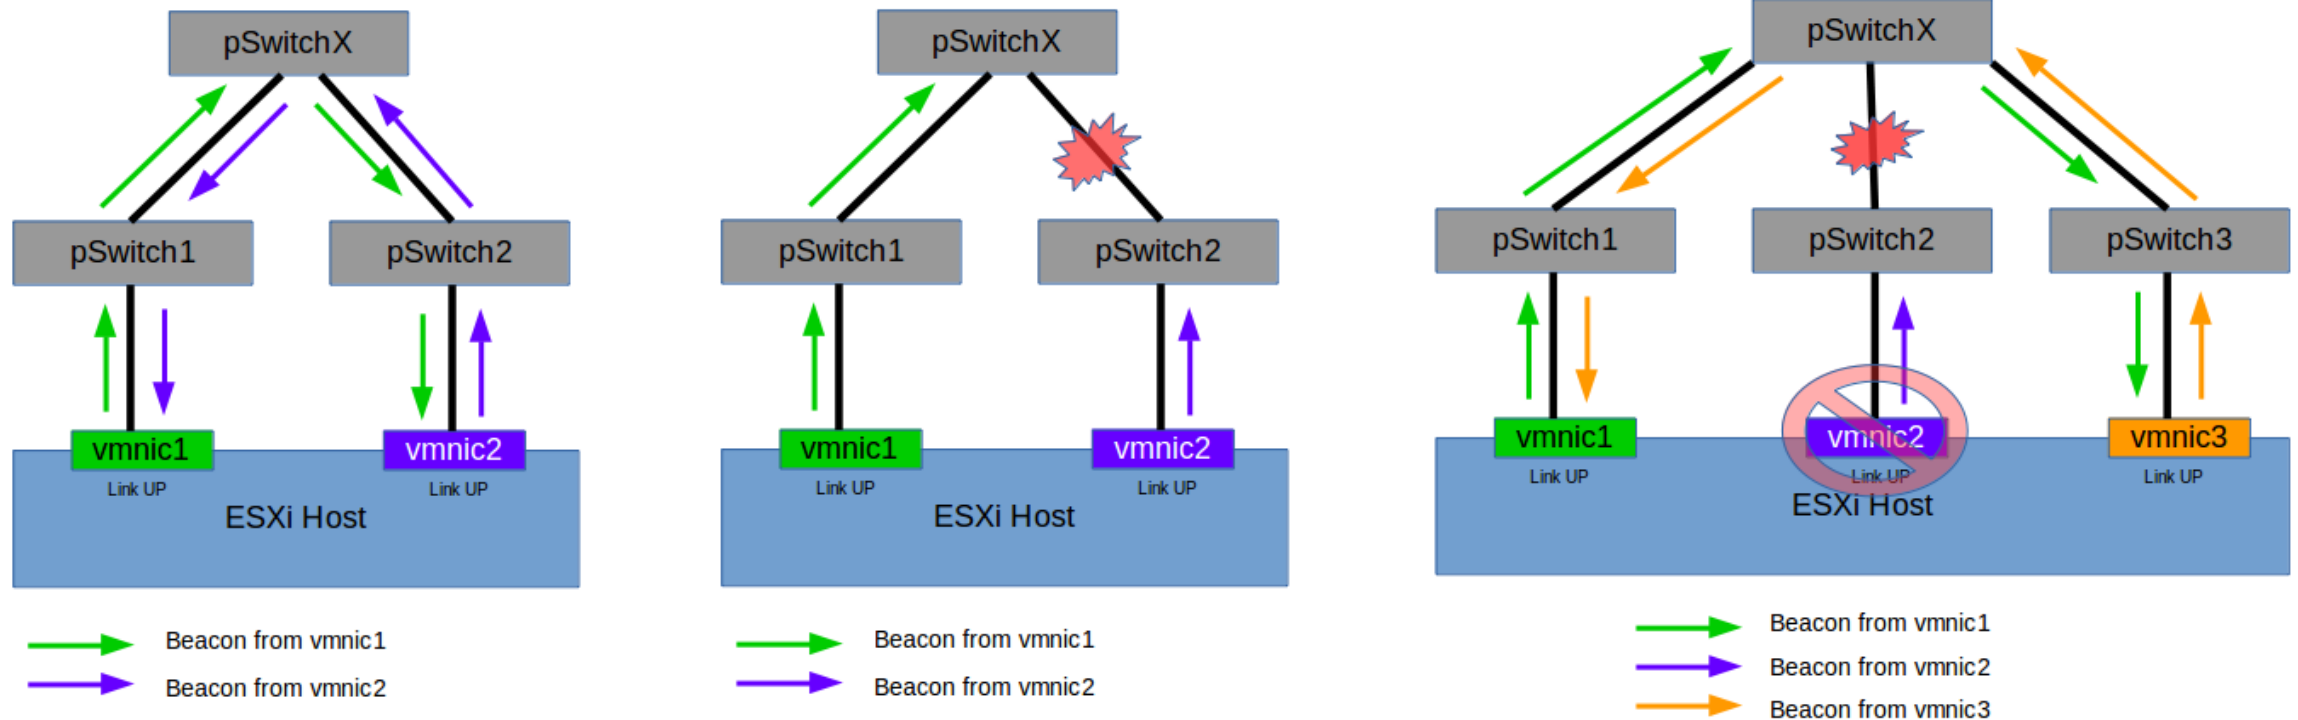 pSwitchX
pSwitch1
pSwitch2
vmnic1
vmnic2
Link UP
Link UP
ESXi Host
Beacon from vmnic1
Beacon from vmnic2
pSwitchX
pSwitch1
pSwitch2
vmnic1
vmnic2
Link UP
Link UP
ESXi Host
Beacon from vmnic1
Beacon from vmnic2
pSwitchX
pSwitch1
pSwitch2
pSwitch3
vmnic1
vmnic2
vmnic3
Link UP
Link UP
Link UP
ESXi Host
Beacon from vmnic1
Beacon from vmnic2
Beacon from vmnic3